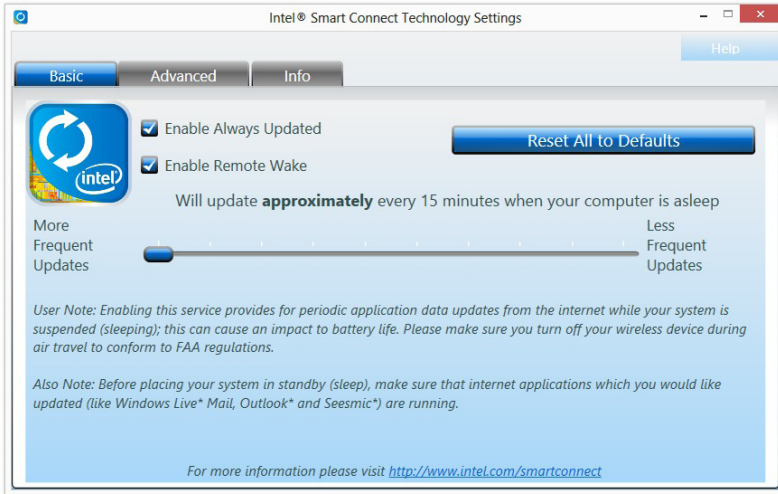 Intel® Smart Connect Technology Settings
Help
Basic Advanced Info
Enable Always Updated
Reset All to Defaults
Enable Remote Wake
intel
Will update approximately every 15 minutes when your computer is asleep
More
Frequent
Updates
Less
Frequent
Updates
User Note: Enabling this service provides for periodic application data updates from the internet while your system is
suspended (sleeping); this can cause an impact to battery life. Please make sure you turn off your wireless device during
air travel to conform to FAA regulations.
Also Note: Before placing your system in standby (sleep), make sure that internet applications which you would like
updated (like Windows Live* Mail, Outlook* and Seesmic*) are running.
For more information please visit http://www.intel.com/smartconnect